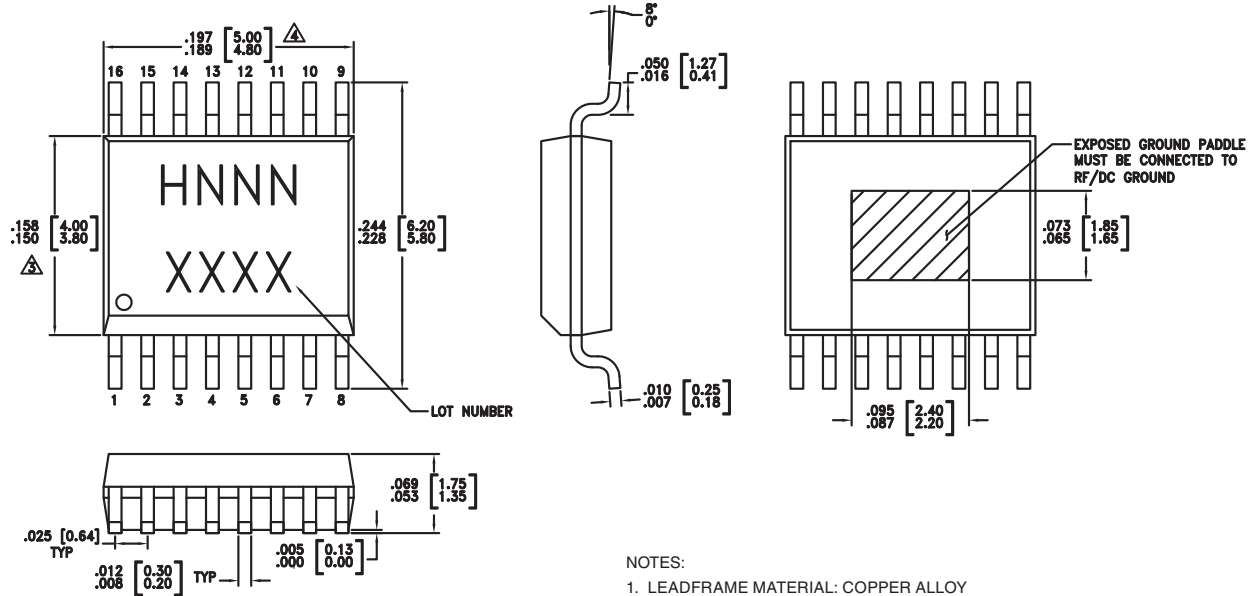 .197 [5.00] 4
.189 [4.80]
16 15 14 13 12 11 10 9
HNNN
XXXX
.158 [4.00]
.150 [3.80]
3
.244 [6.20]
.228 [5.80]
1 2 3 4 5 6 7 8
LOT NUMBER
8°
0°
.050 [1.27]
.016 [0.41]
.010 [0.25]
.007 [0.18]
EXPOSED GROUND PADDLE
MUST BE CONNECTED TO
RF/DC GROUND
.073 [1.85]
.065 [1.65]
.095 [2.40]
.087 [2.20]
.069 [1.75]
.053 [1.35]
.025 [0.64]
TYP
.012 [0.30]
.008 [0.20]
TYP
.005 [0.13]
.000 [0.00]
NOTES:
1. LEADFRAME MATERIAL: COPPER ALLOY